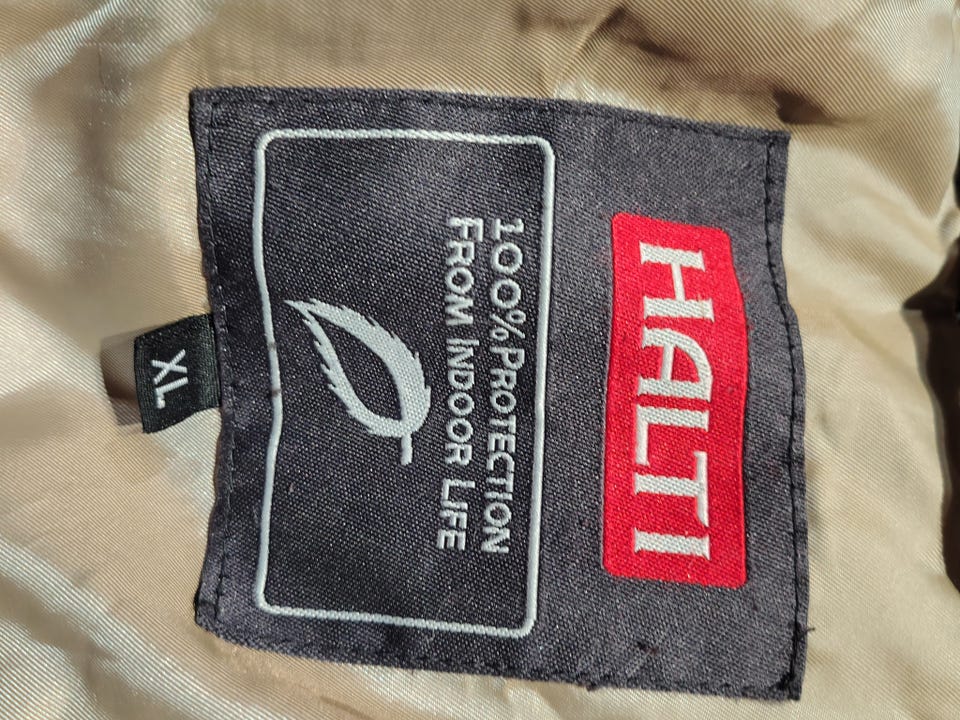 HALTI
100% PROTECTION
FROM INDOOR LIFE
XL